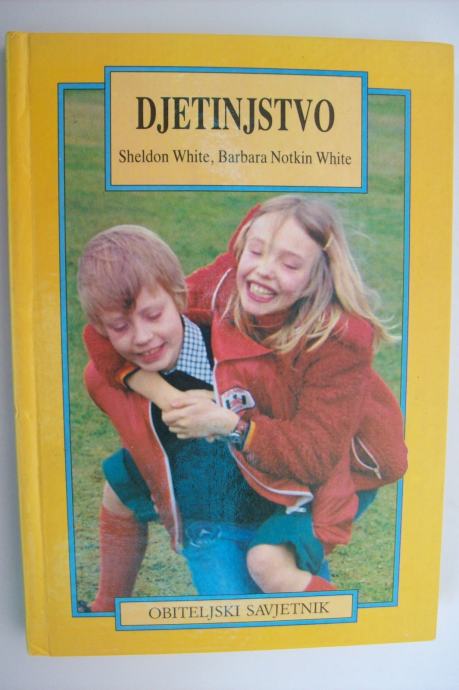 DJETINJSTVO
Sheldon White, Barbara Notkin White
OBITELJSKI SAVJETNIK